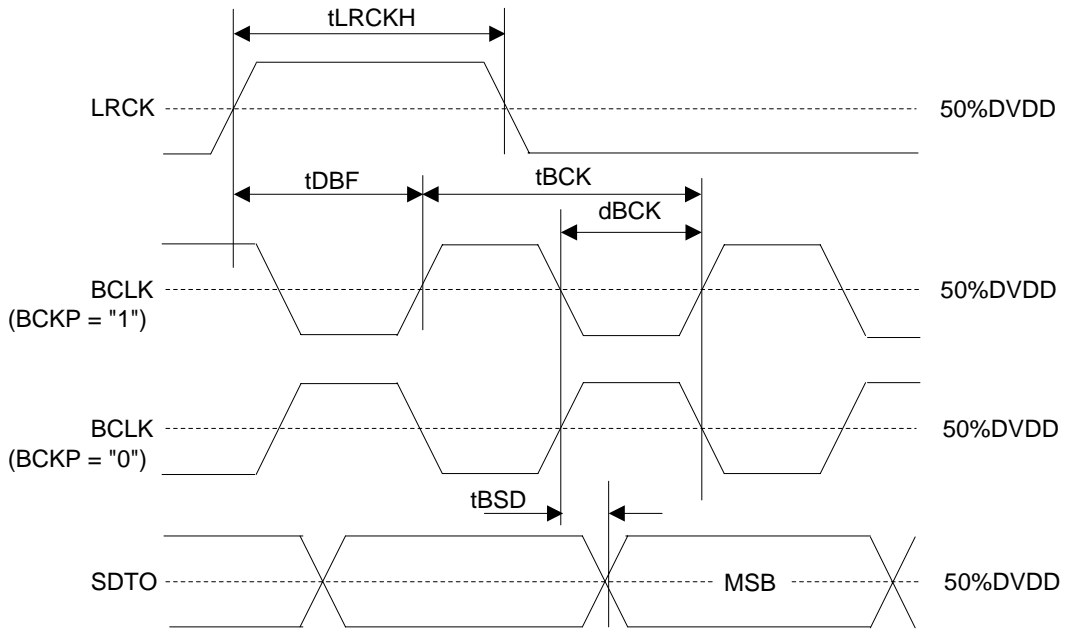 tLRCKH
LRCK
50%DVDD
tDBF
tBCK
dBCK
BCLK
(BCKP = "1")
50%DVDD
BCLK
(BCKP = "0")
50%DVDD
tBSD
SDTO
MSB
50%DVDD